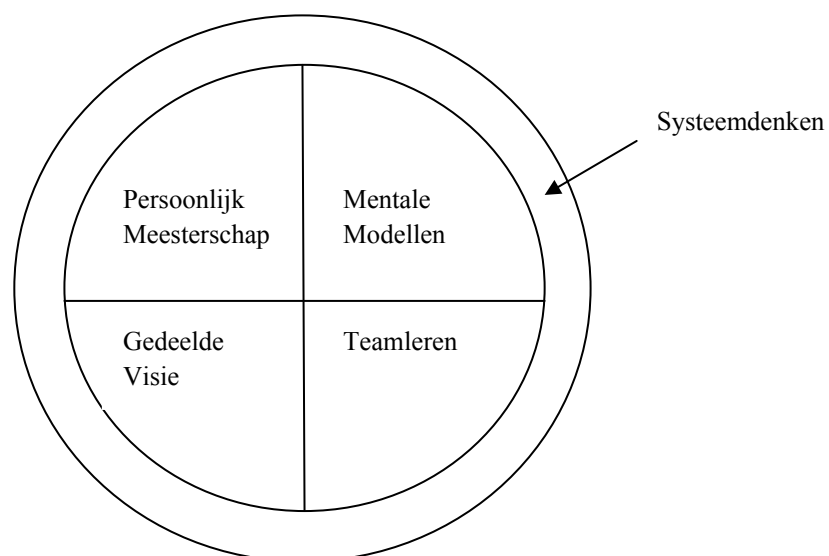 Systeemdenken
Persoonlijk
Meesterschap
Mentale
Modellen
Gedeelde
Visie
Teamleren